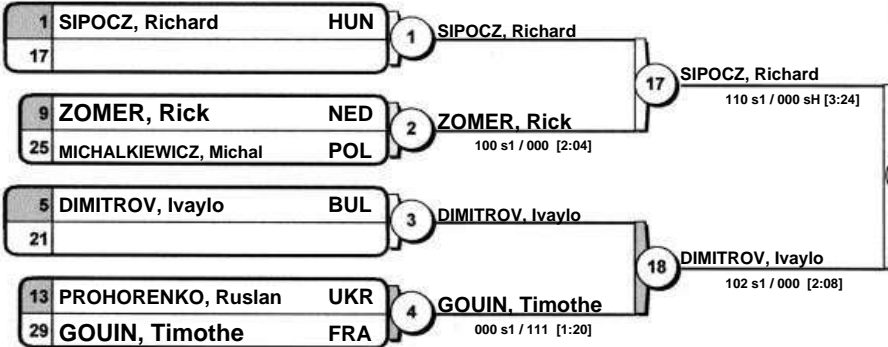 1 SIPOCZ, Richard HUN
17
1 SIPOCZ, Richard
9 ZOMER, Rick NED
25 MICHALKIEWICZ, Michal POL
2 ZOMER, Rick
100 s1 / 000 [2:04]
17 SIPOCZ, Richard
110 s1 / 000 sH [3:24]
5 DIMITROV, Ivaylo BUL
21
3 DIMITROV, Ivaylo
13 PROHORENKO, Ruslan UKR
29 GOUIN, Timothe FRA
4 GOUIN, Timothe
000 s1 / 111 [1:20]
18 DIMITROV, Ivaylo
102 s1 / 000 [2:08]